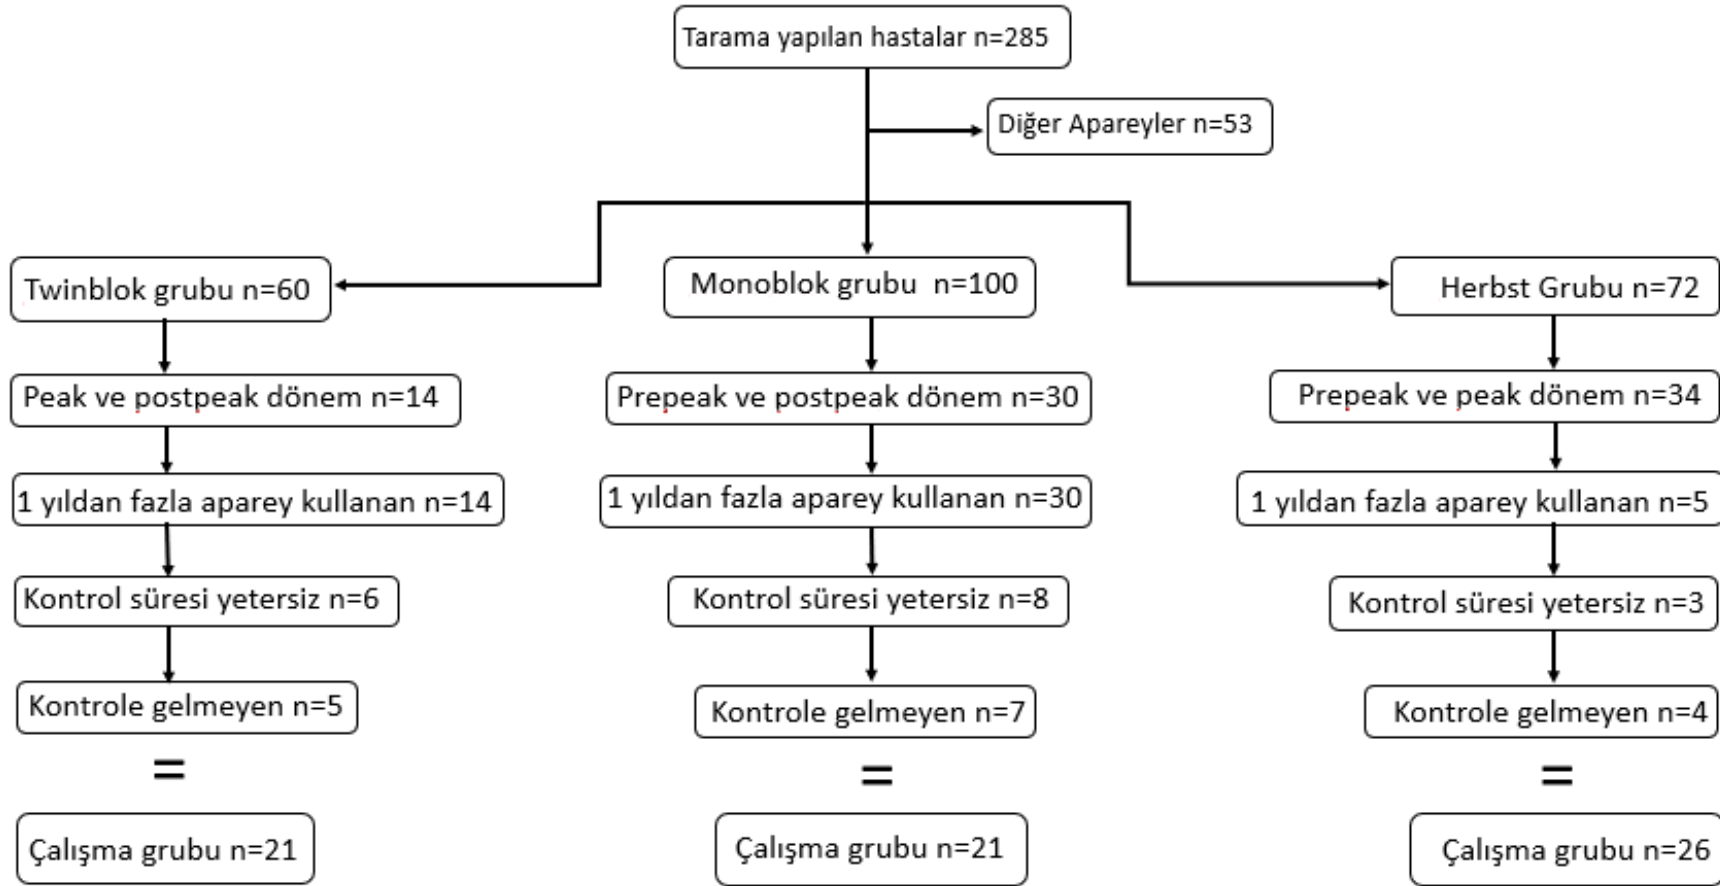 Tarama yapılan hastalar n=285
Diğer Apareyler n=53
Twinblok grubu n=60
Monoblok grubu n=100
Herbst Grubu n=72
Peak ve postpeak dönem n=14
Prepeak ve postpeak dönem n=30
Prepeak ve peak dönem n=34
1 yıldan fazla aparey kullanan n=14
1 yıldan fazla aparey kullanan n=30
1 yıldan fazla aparey kullanan n=5
Kontrol süresi yetersiz n=6
Kontrol süresi yetersiz n=8
Kontrol süresi yetersiz n=3
Kontrole gelmeyen n=5
Kontrole gelmeyen n=7
Kontrole gelmeyen n=4
=
=
=
Çalışma grubu n=21
Çalışma grubu n=21
Çalışma grubu n=26